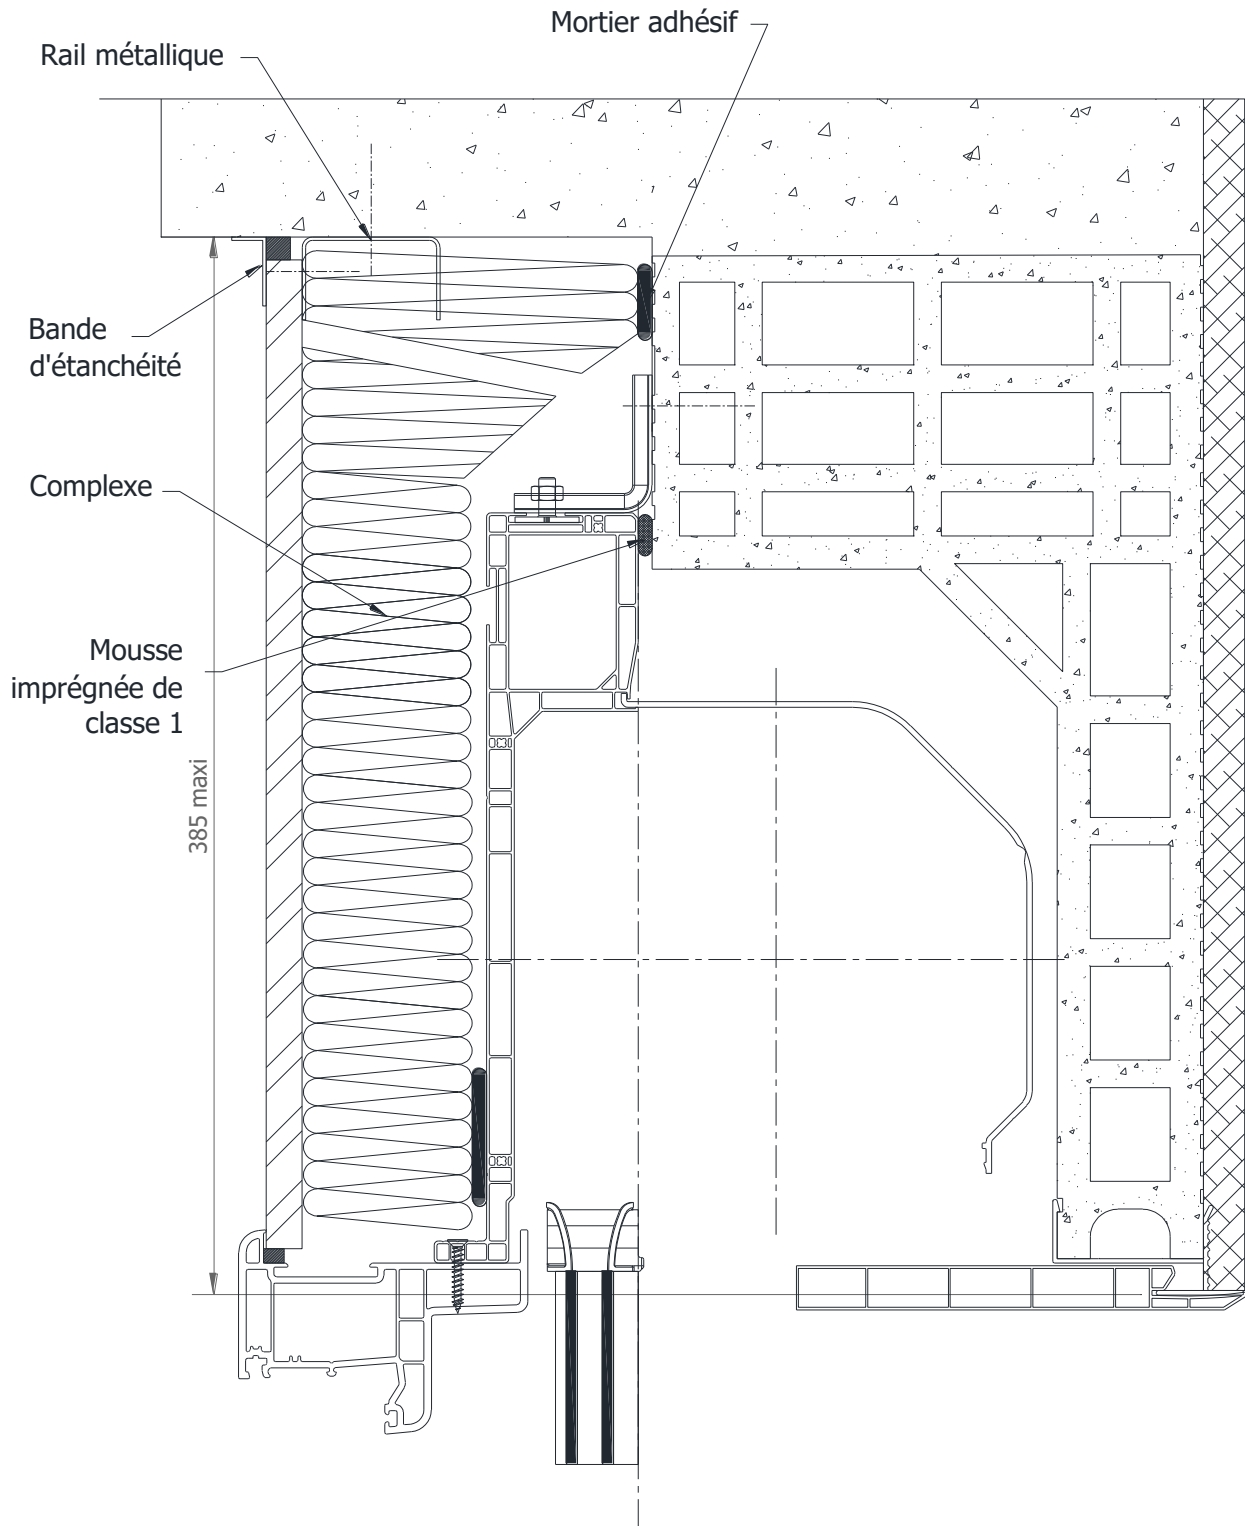 Mortier adhésif
Rail métallique
Bande
d'étanchéité
Complexe
Mousse
imprégnée de
classe 1
385 maxi